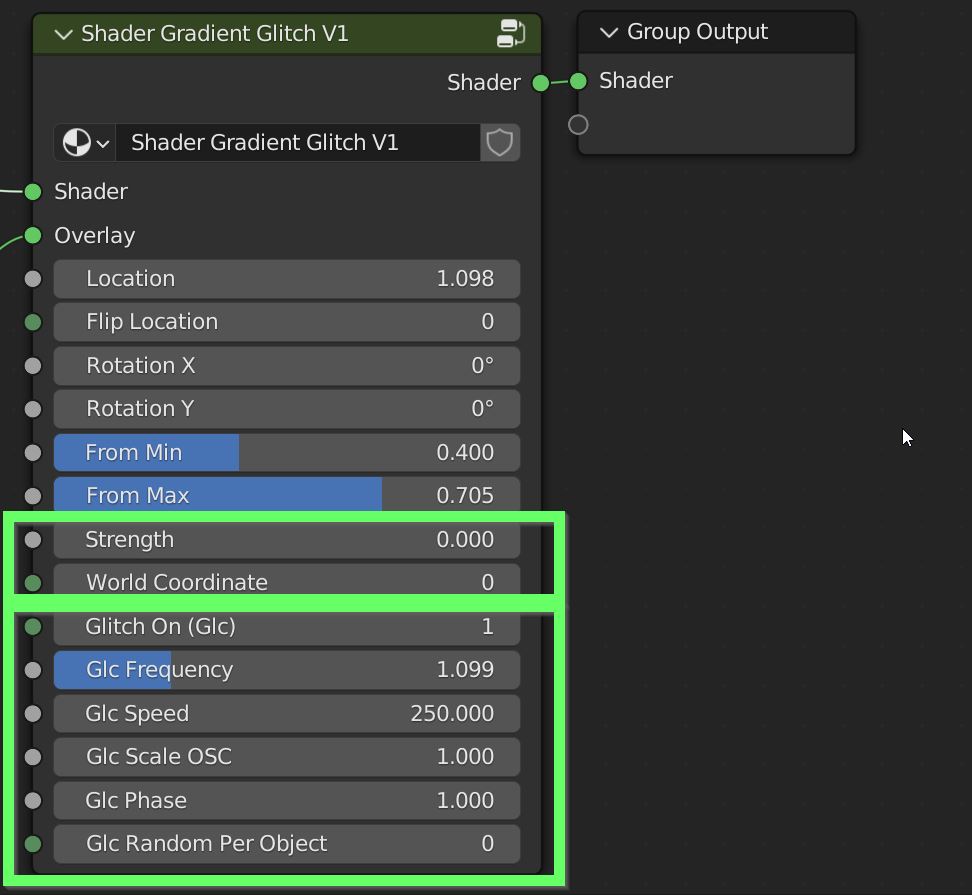 Shader Gradient Glitch V1
Group Output
Shader
Shader
Shader Gradient Glitch V1
Shader
Overlay
Location 1.098
Flip Location 0
Rotation X 0°
Rotation Y 0°
From Min 0.400
From Max 0.705
Strength 0.000
World Coordinate 0
Glitch On (Glc) 1
Glc Frequency 1.099
Glc Speed 250.000
Glc Scale OSC 1.000
Glc Phase 1.000
Glc Random Per Object 0